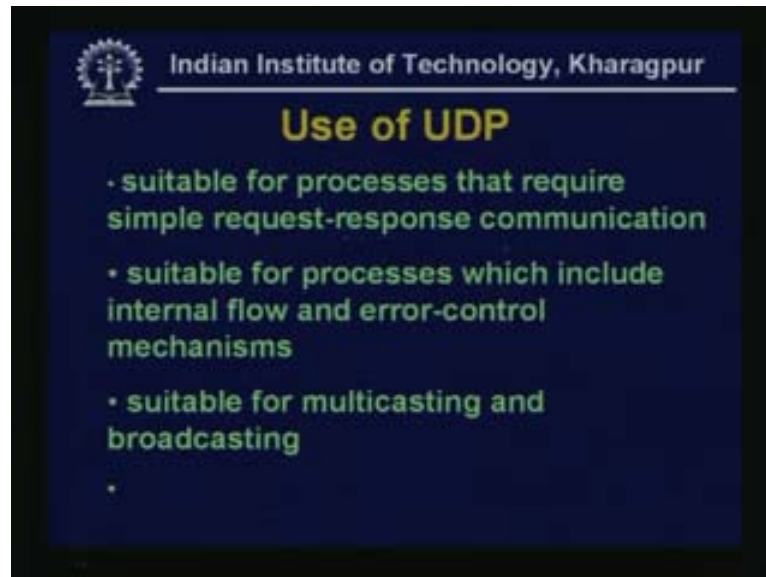 Indian Institute of Technology, Kharagpur
Use of UDP
• suitable for processes that require
simple request-response communication
• suitable for processes which include
internal flow and error-control
mechanisms
• suitable for multicasting and
broadcasting
•